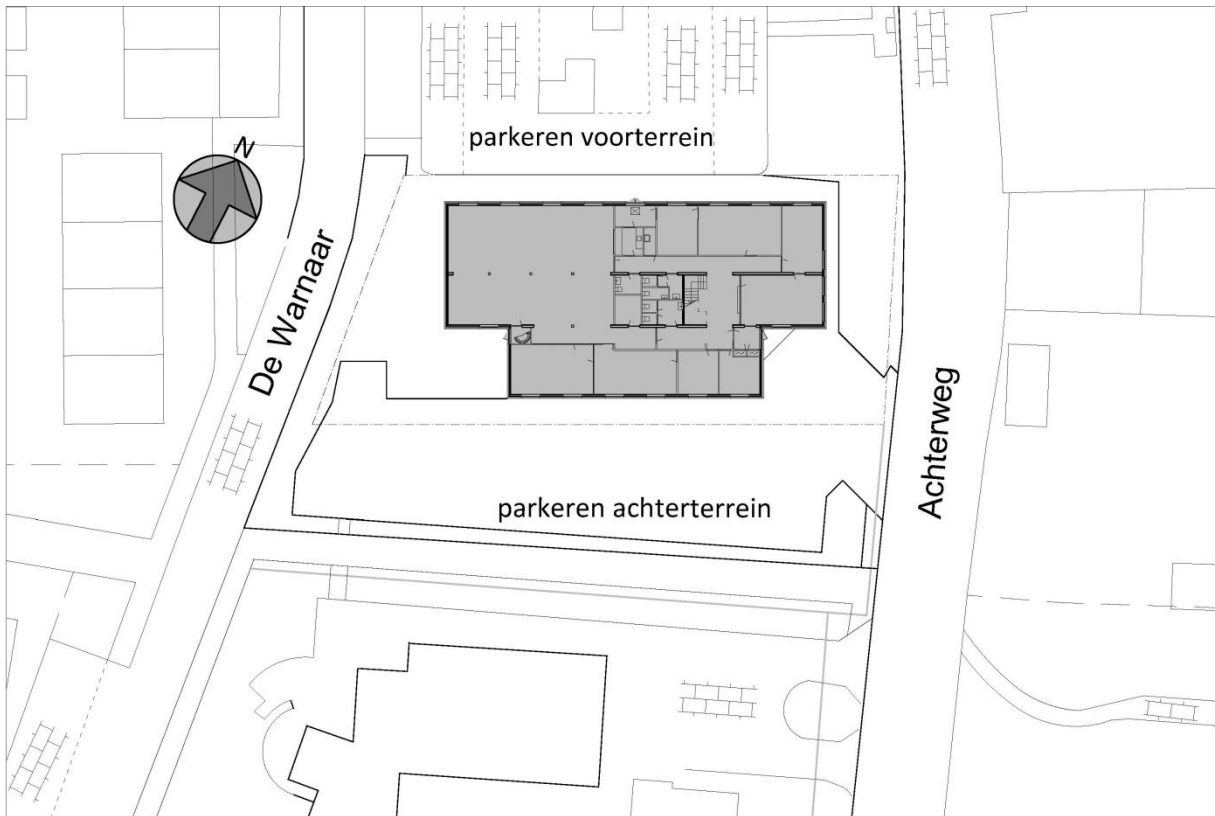 parkeren voorterrein
N
De Warnaar
Achterweg
parkeren achterterrein